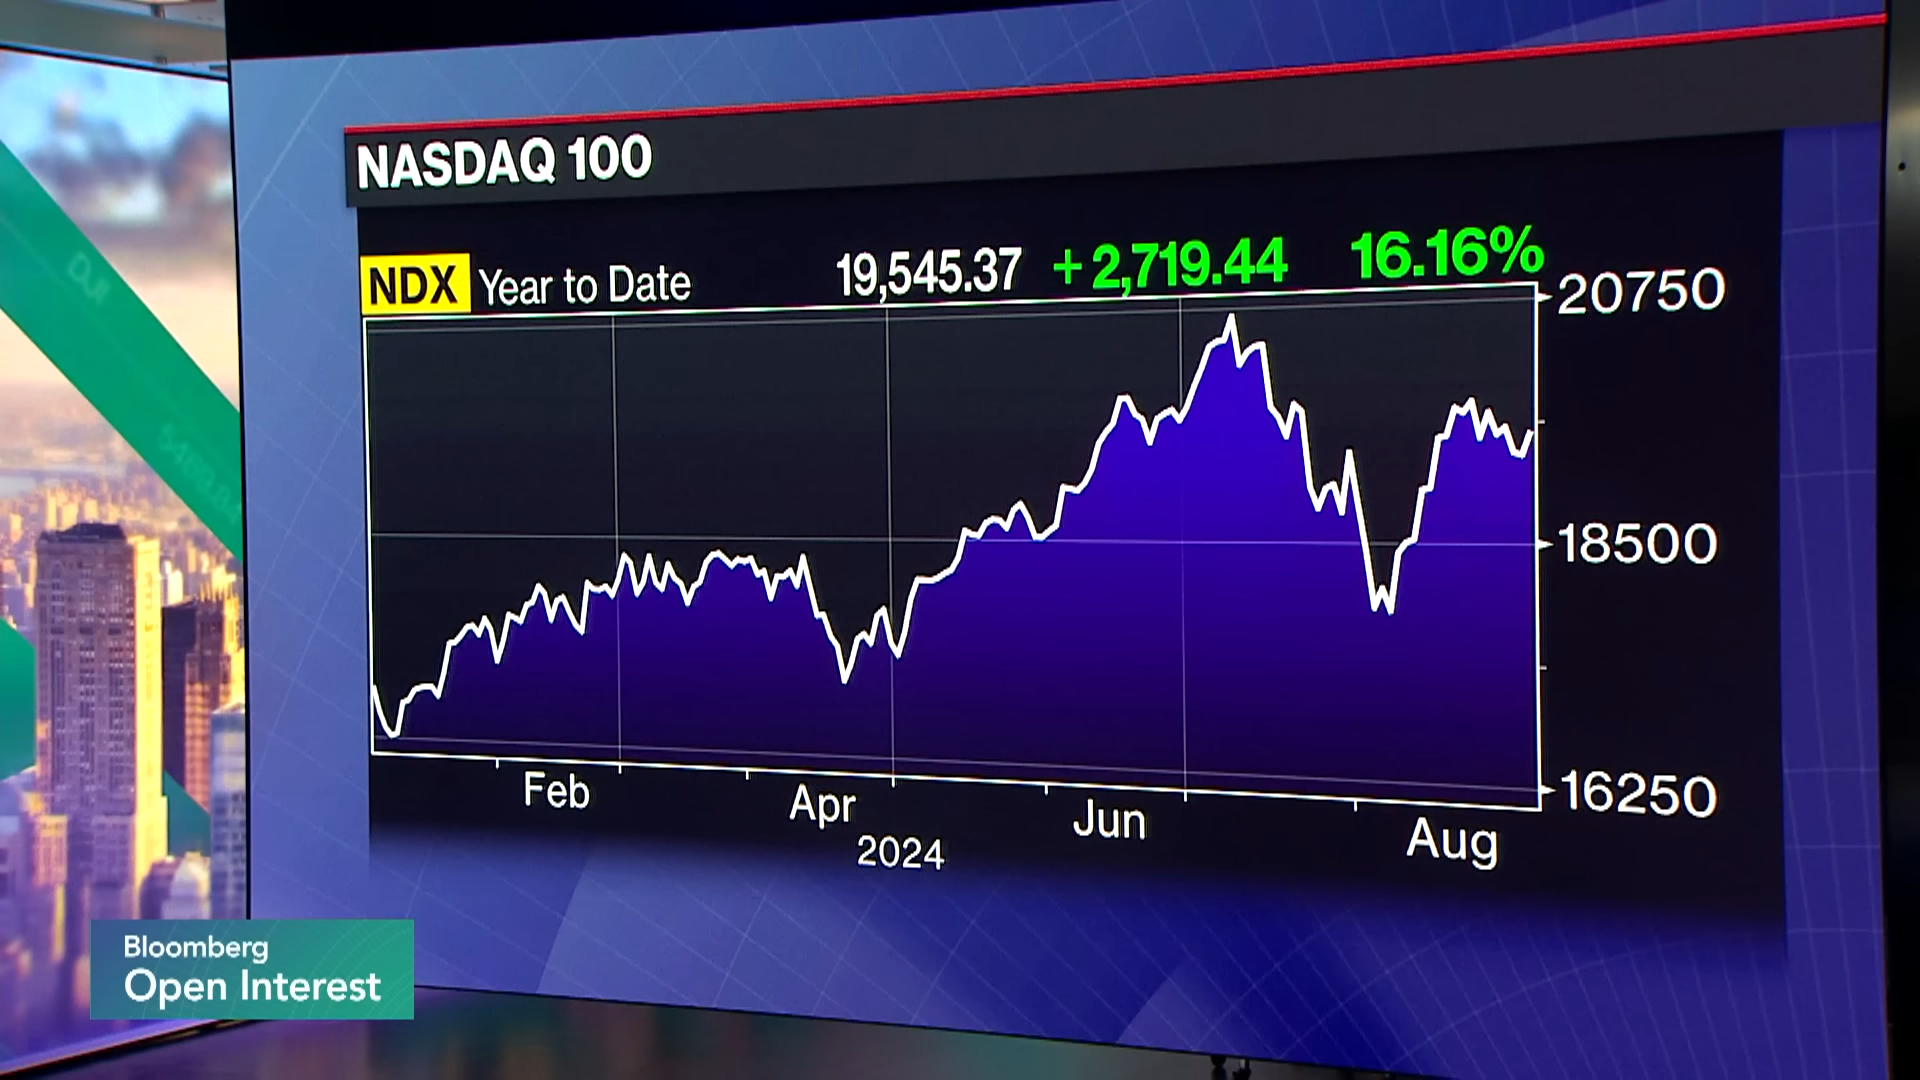 NASDAQ 100
NDX Year to Date 19,545.37 +2,719.44 16.16%
20750
18500
16250
Feb Apr Jun Aug
2024
DJI
Bloomberg
Open Interest